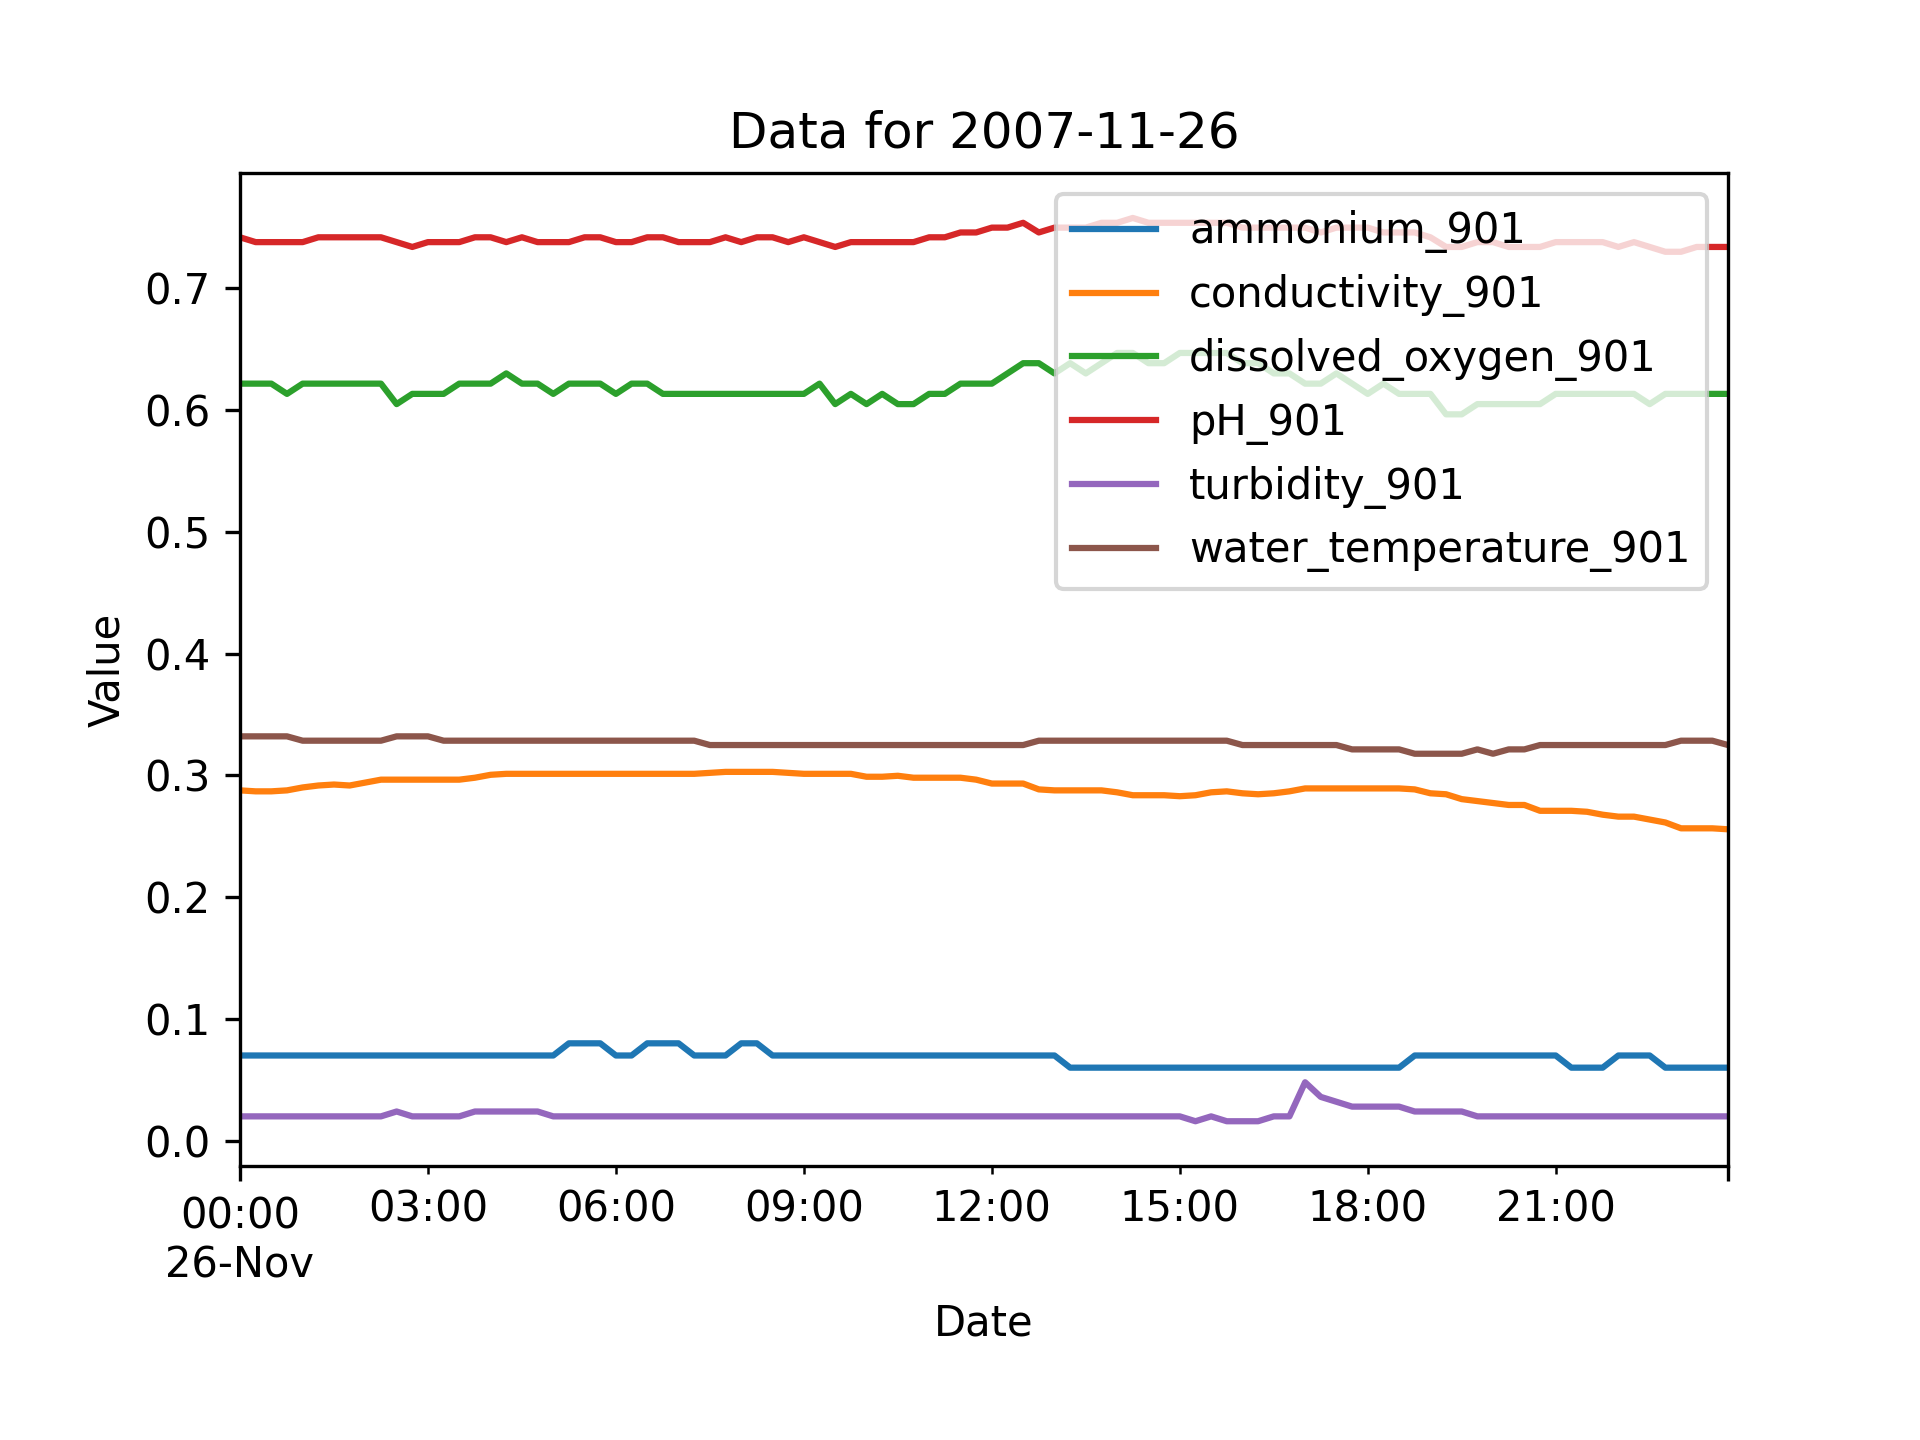 Data for 2007-11-26
ammonium_901
conductivity_901
dissolved_oxygen_901
pH_901
turbidity_901
water_temperature_901
Value
0.7
0.6
0.5
0.4
0.3
0.2
0.1
0.0
00:00 03:00 06:00 09:00 12:00 15:00 18:00 21:00
26-Nov
Date